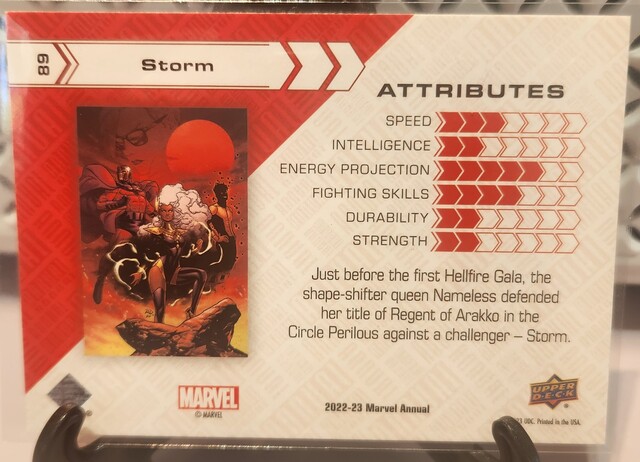 89
Storm
ATTRIBUTES
SPEED
INTELLIGENCE
ENERGY PROJECTION
FIGHTING SKILLS
DURABILITY
STRENGTH
Just before the first Hellfire Gala, the
shape-shifter queen Nameless defended
her title of Regent of Arakko in the
Circle Perilous against a challenger – Storm.
MARVEL
© MARVEL
2022-23 Marvel Annual
UPPER
DECK
UDC. Printed in the USA.